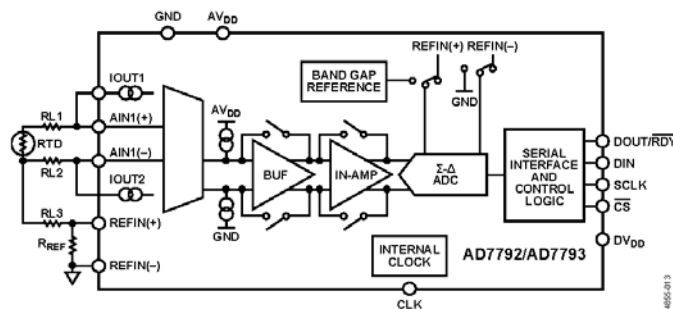 GND
AVDD
IOUT1
RL1
AIN1(+)
RTD
RL2
AIN1(–)
IOUT2
RL3
REFIN(+)
RREF
REFIN(–)
AVDD
GND
BUF
IN-AMP
BAND GAP
REFERENCE
REFIN(+)
REFIN(–)
GND
Σ-Δ
ADC
SERIAL
INTERFACE
AND
CONTROL
LOGIC
DOUT/RDY
DIN
SCLK
CS
DVDD
INTERNAL
CLOCK
AD7792/AD7793
CLK
4855-013